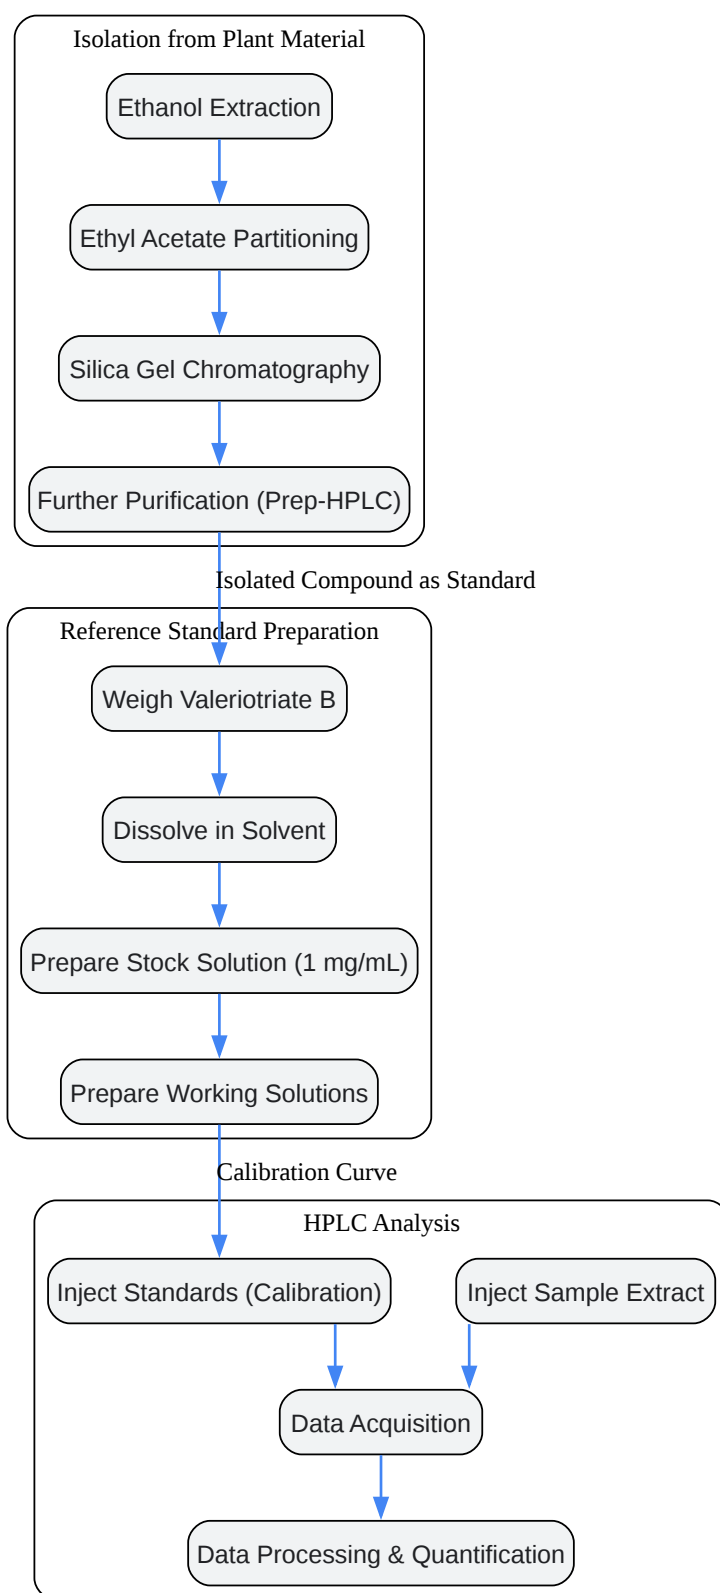 Isolation from Plant Material
Ethanol Extraction
Ethyl Acetate Partitioning
Silica Gel Chromatography
Further Purification (Prep-HPLC)
Isolated Compound as Standard
Reference Standard Preparation
Weigh Valeriotriate B
Dissolve in Solvent
Prepare Stock Solution (1 mg/mL)
Prepare Working Solutions
Calibration Curve
HPLC Analysis
Inject Standards (Calibration)
Inject Sample Extract
Data Acquisition
Data Processing & Quantification